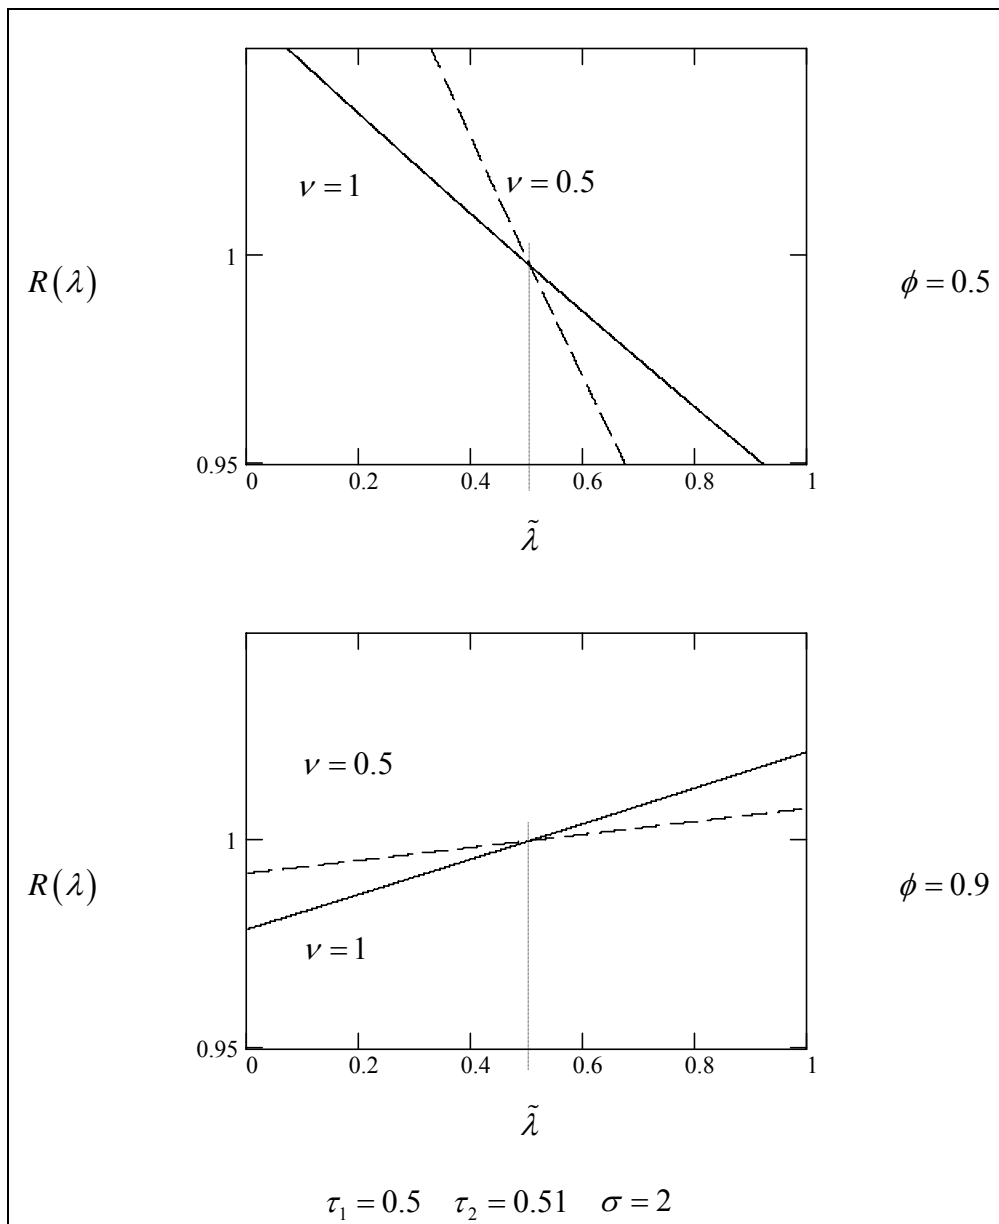 ν = 1
ν = 0.5
1
R(λ)
ϕ = 0.5
0.95
0 0.2 0.4 0.6 0.8 1
λ̃
ν = 0.5
1
R(λ)
ϕ = 0.9
ν = 1
0.95
0 0.2 0.4 0.6 0.8 1
λ̃
τ₁ = 0.5 τ₂ = 0.51 σ = 2